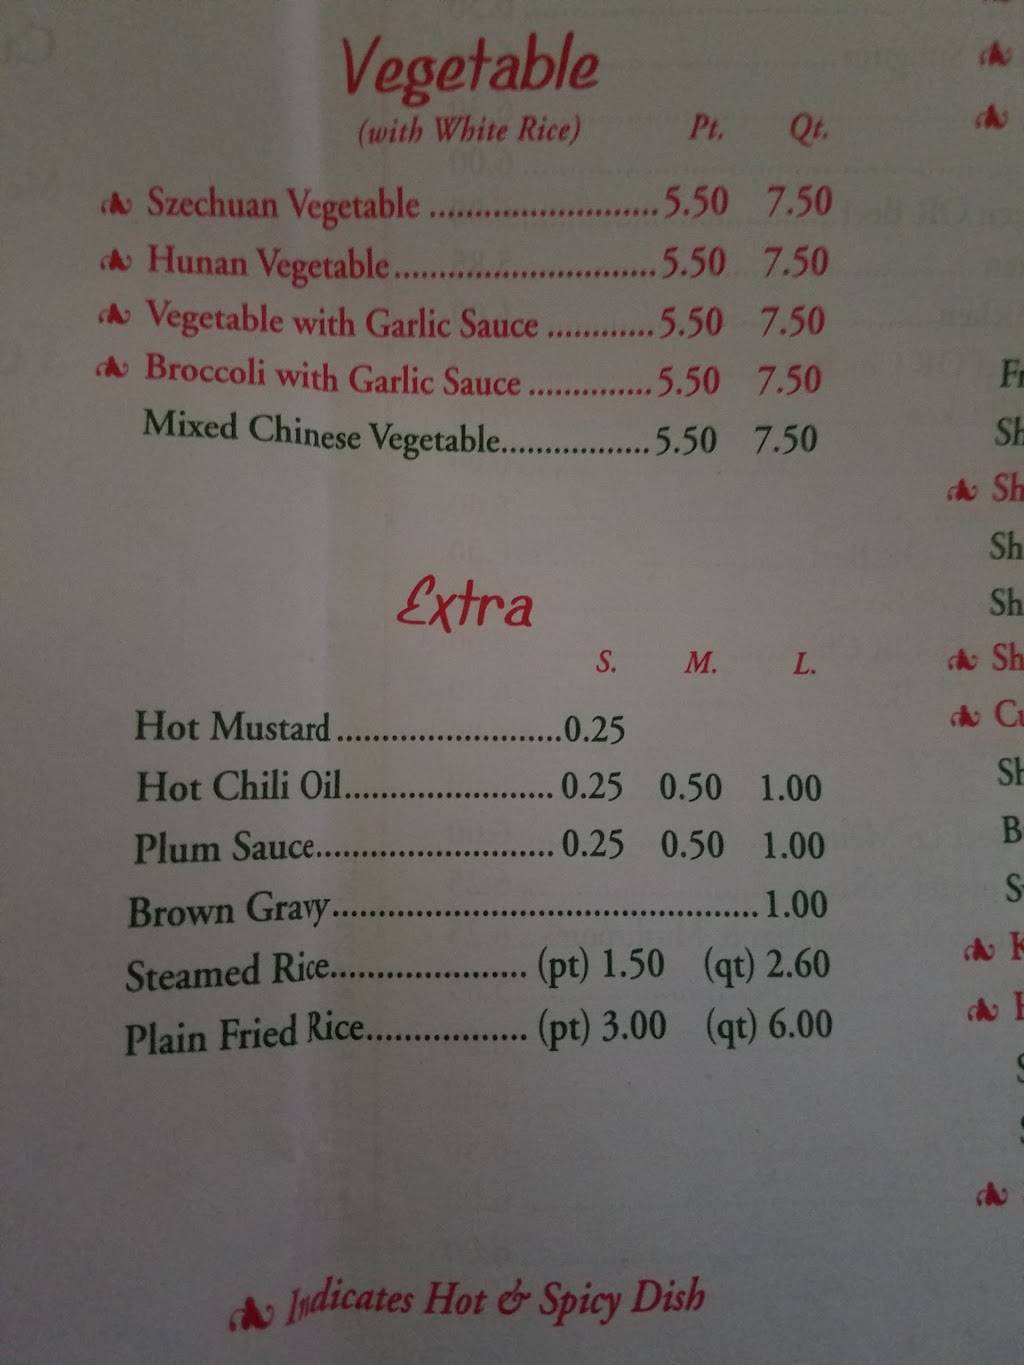 Vegetable
(with White Rice) Pt. Qt.
Szechuan Vegetable ......................... 5.50 7.50
Hunan Vegetable............................. 5.50 7.50
Vegetable with Garlic Sauce ............ 5.50 7.50
Broccoli with Garlic Sauce .............. 5.50 7.50
Mixed Chinese Vegetable................. 5.50 7.50
Extra
S. M. L.
Hot Mustard.........................0.25
Hot Chili Oil....................... 0.25 0.50 1.00
Plum Sauce.......................... 0.25 0.50 1.00
Brown Gravy............................................... 1.00
Steamed Rice...................... (pt) 1.50 (qt) 2.60
Plain Fried Rice.................. (pt) 3.00 (qt) 6.00
Indicates Hot & Spicy Dish